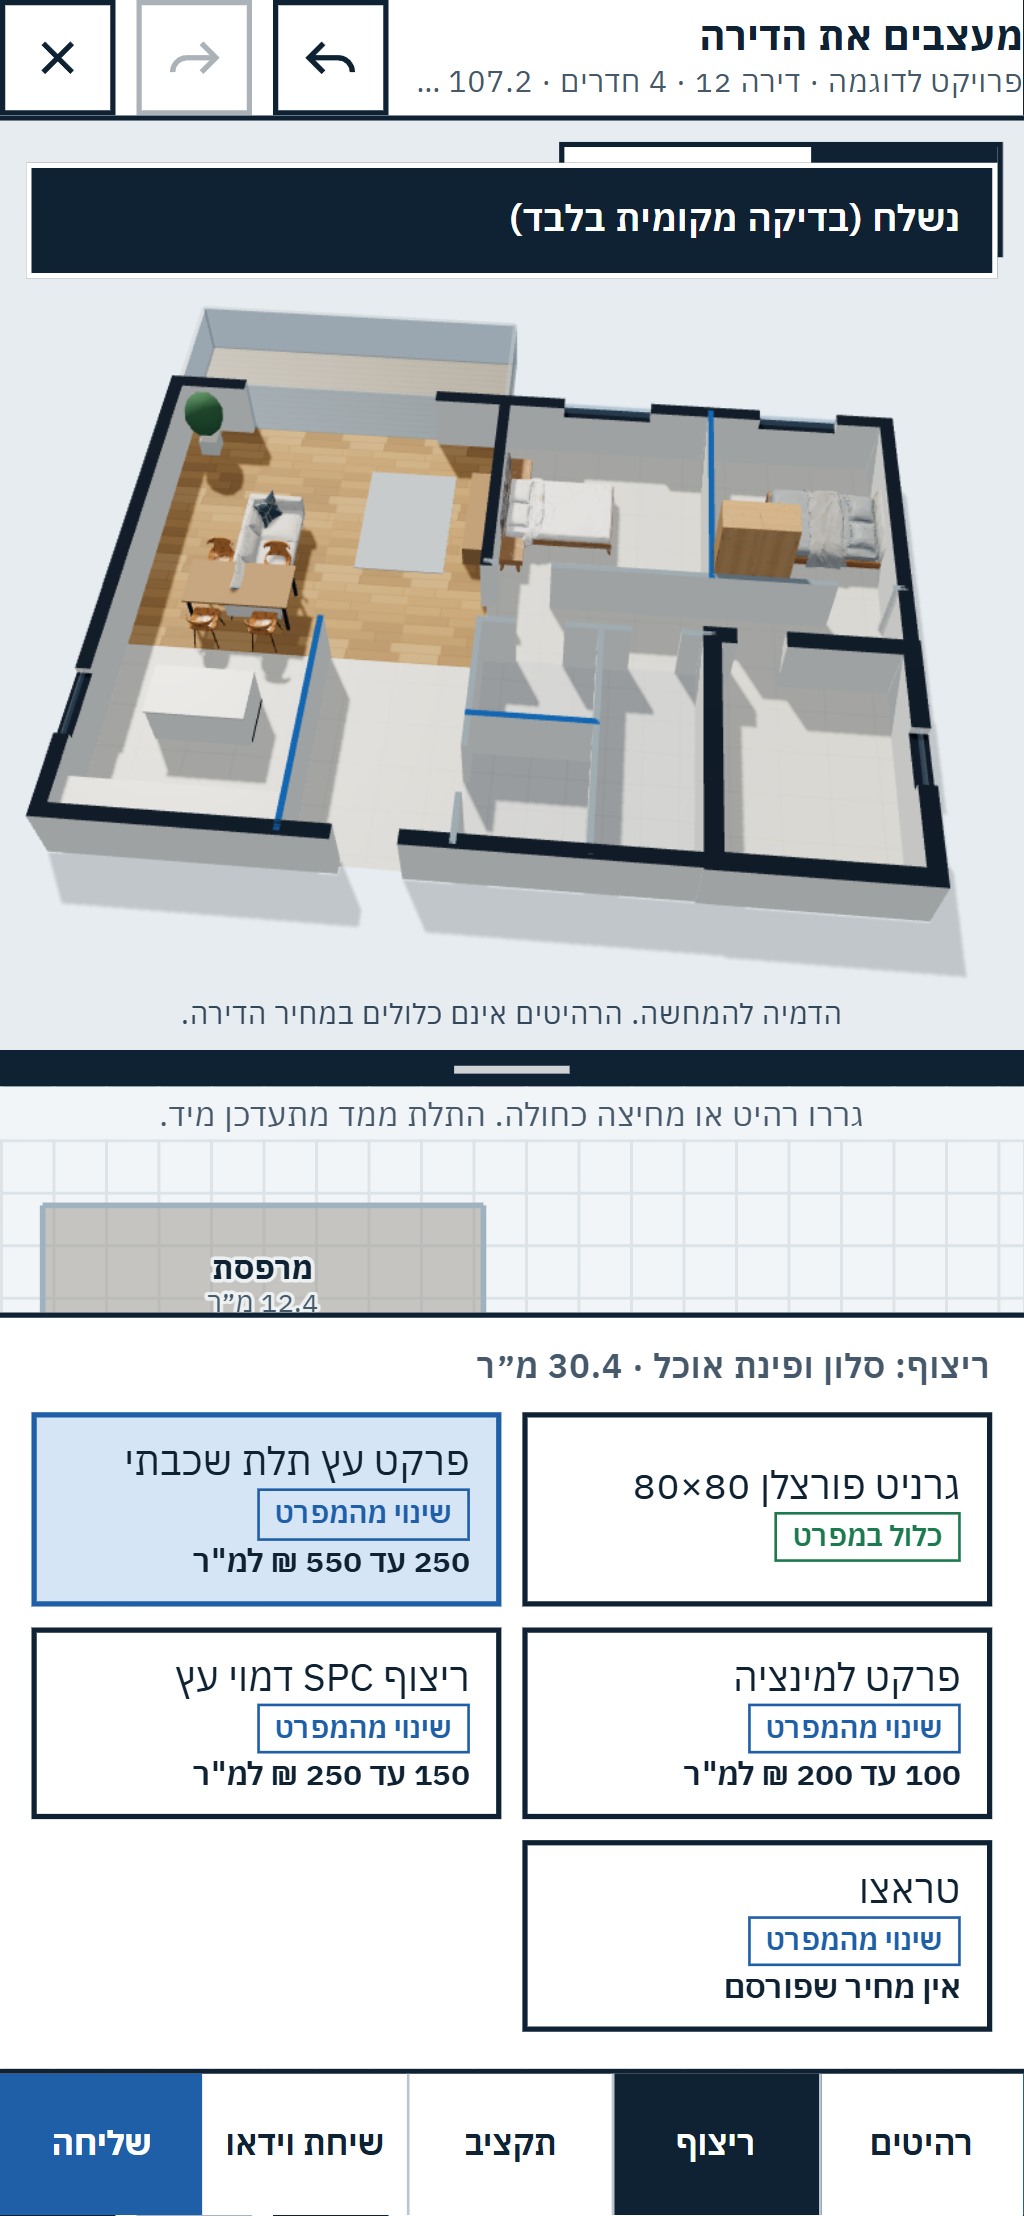 מעצבים את הדירה
פרויקט לדוגמה · דירה 12 · 4 חדרים · 107.2 ...
נשלח (בדיקה מקומית בלבד)
הדמיה להמחשה. הרהיטים אינם כלולים במחיר הדירה.
גררו רהיט או מחיצה כחולה. התלת ממד מתעדכן מיד.
מרפסת
12.4 מ״ר
ריצוף: סלון ופינת אוכל · 30.4 מ״ר
גרניט פורצלן 80×80
כלול במפרט
פרקט עץ תלת שכבתי
שינוי מהמפרט
250 עד 550 ₪ למ"ר
פרקט למינציה
שינוי מהמפרט
100 עד 200 ₪ למ"ר
ריצוף SPC דמוי עץ
שינוי מהמפרט
150 עד 250 ₪ למ"ר
טראצו
שינוי מהמפרט
אין מחיר שפורסם
רהיטים
ריצוף
תקציב
שיחת וידאו
שליחה